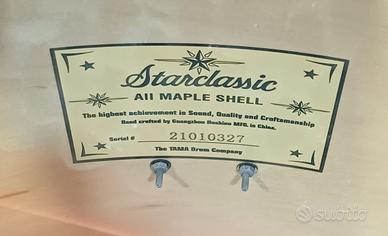 Starclassic
All MAPLE SHELL
The highest achievement in Sound, Quality and Craftsmanship
Hand crafted by Guangzhou Hoshino MFG. in China.
Serial # 21010327
The TAMA Drum Company
subito